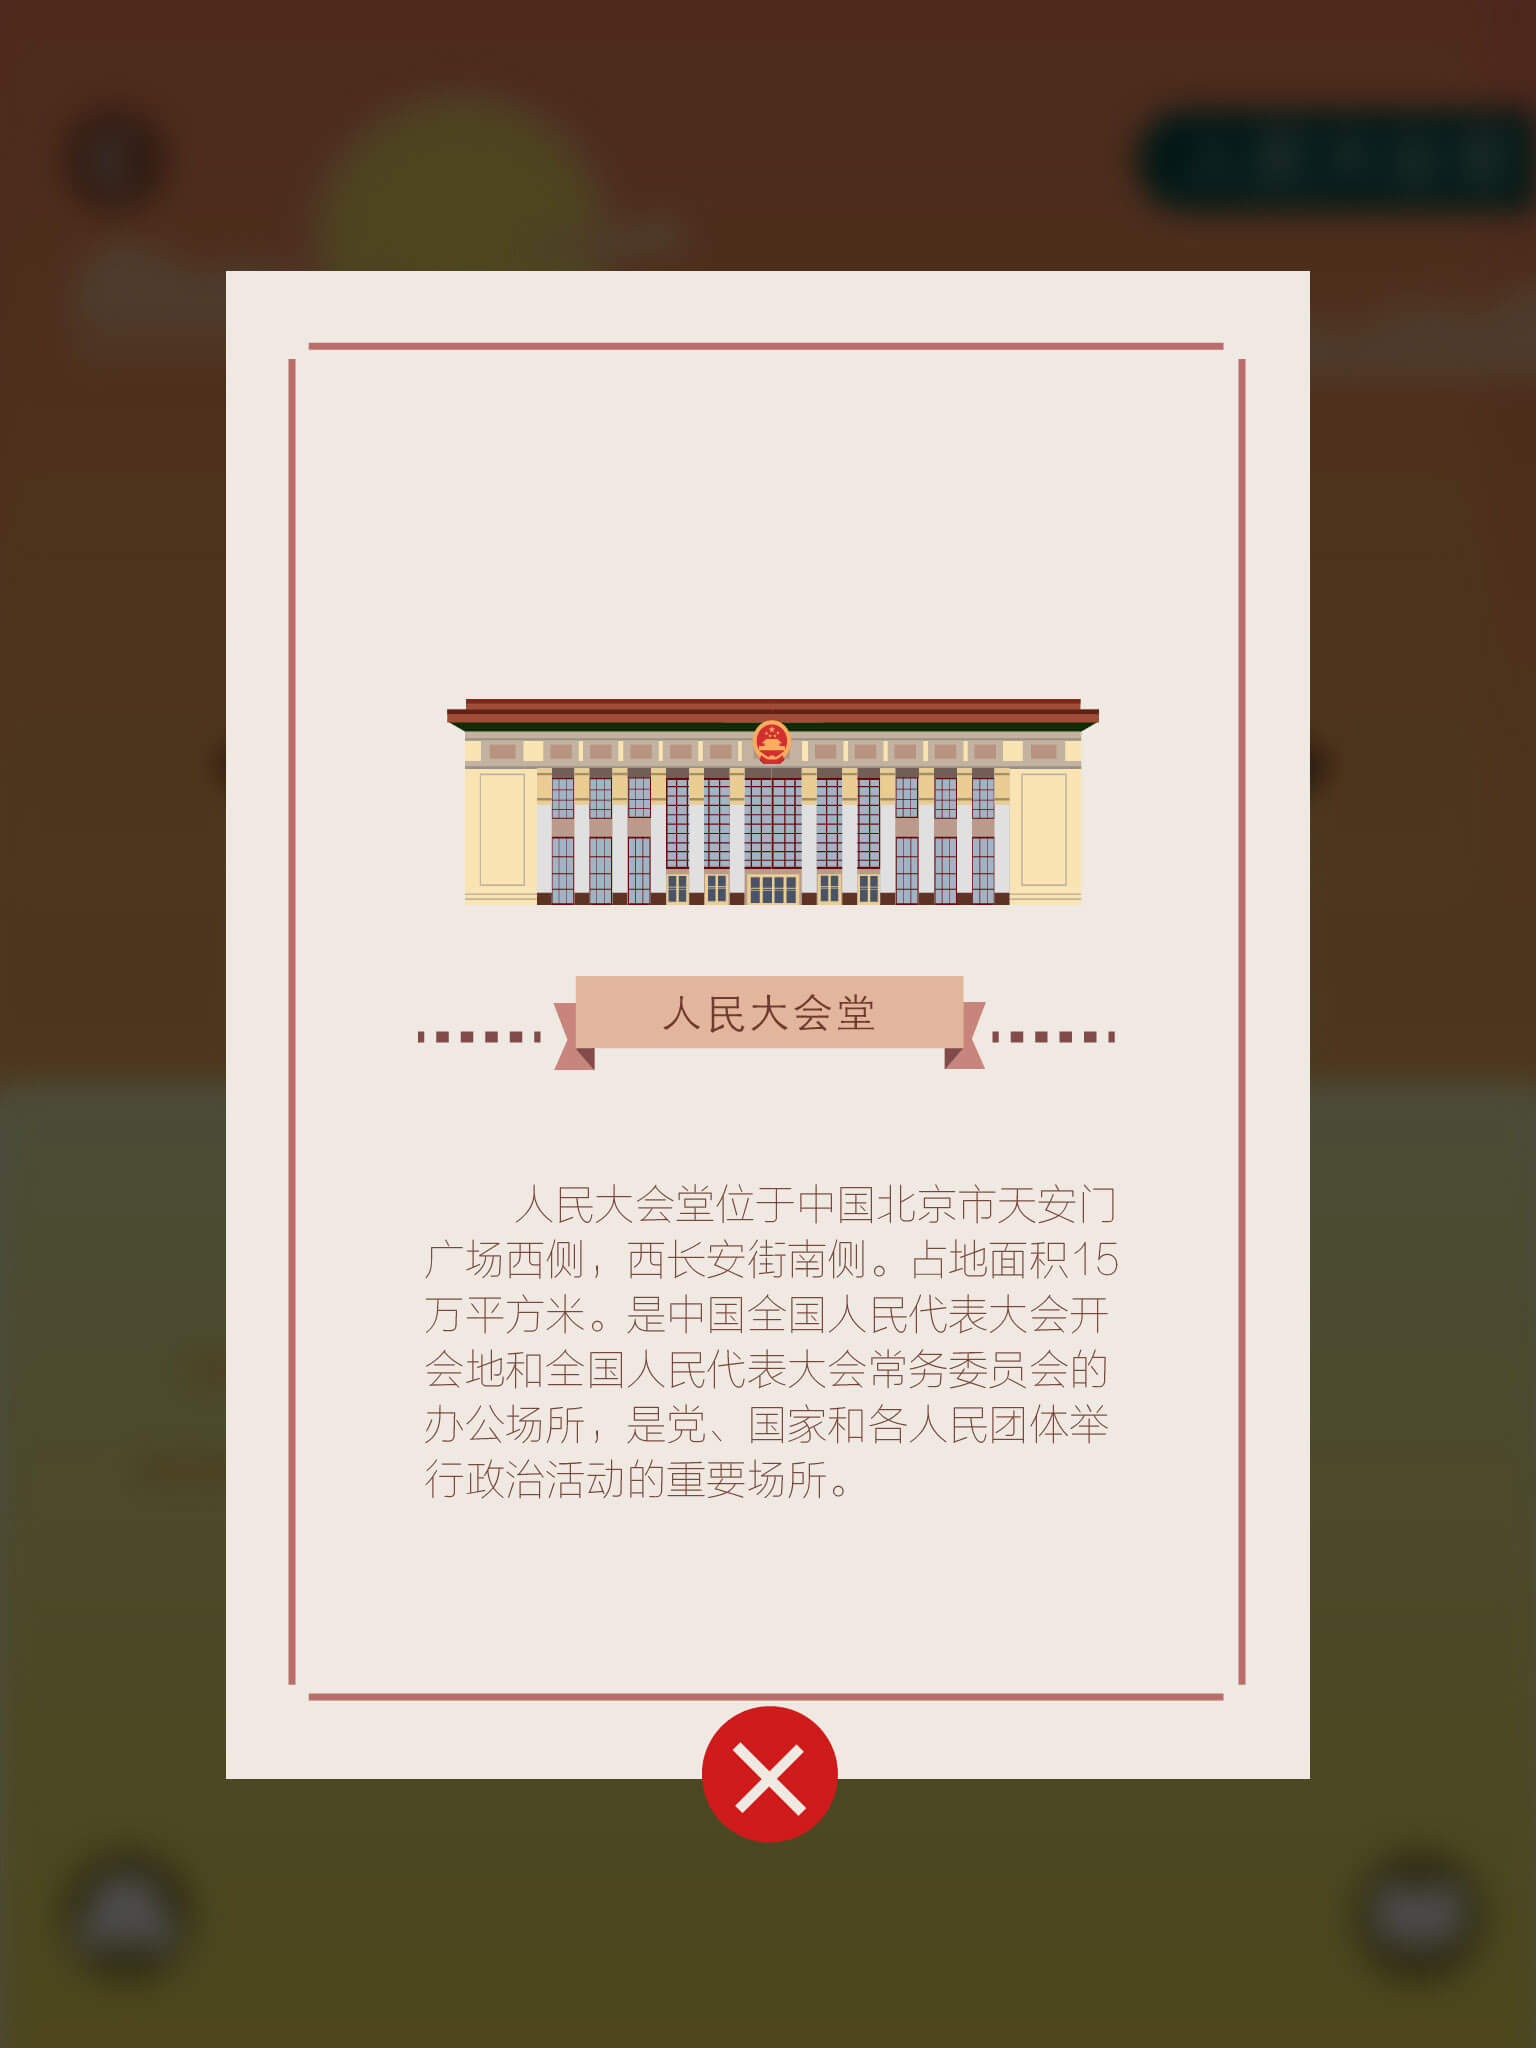 人民大会堂
人民大会堂位于中国北京市天安门
广场西侧，西长安街南侧。占地面积15
万平方米。是中国全国人民代表大会开
会地和全国人民代表大会常务委员会的
办公场所，是党、国家和各人民团体举
行政治活动的重要场所。